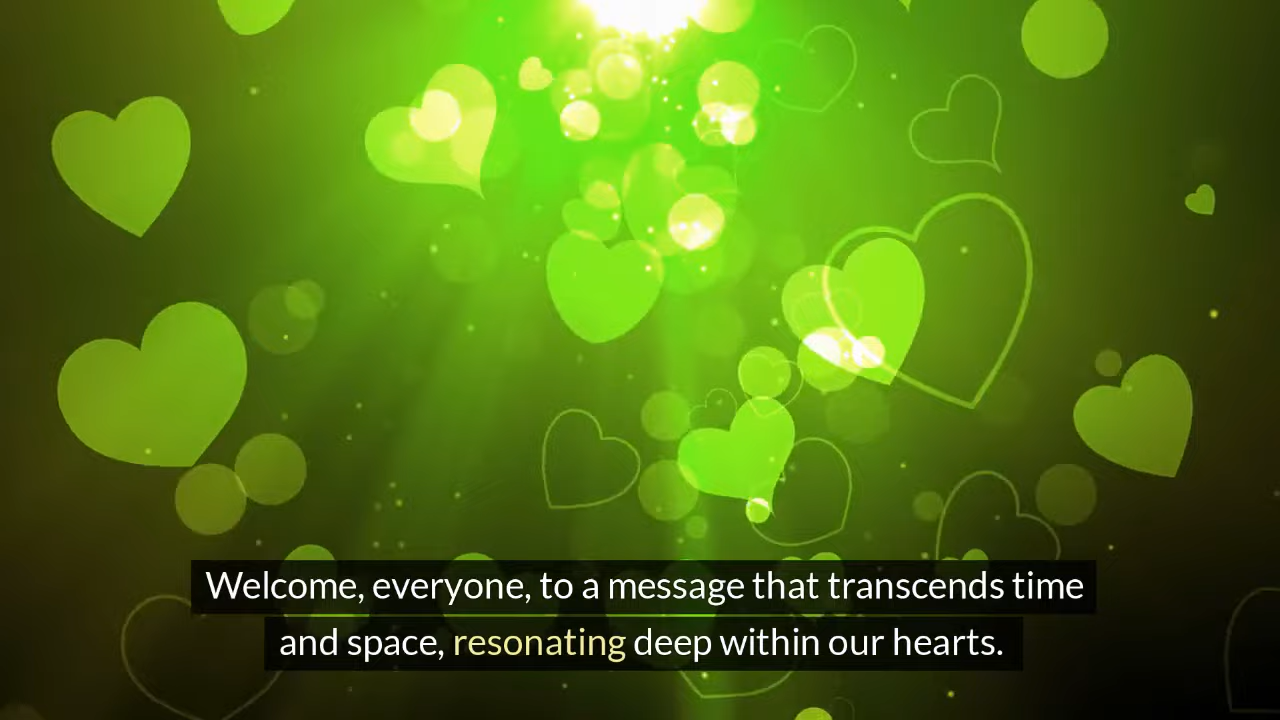 Welcome, everyone, to a message that transcends time
and space, resonating deep within our hearts.